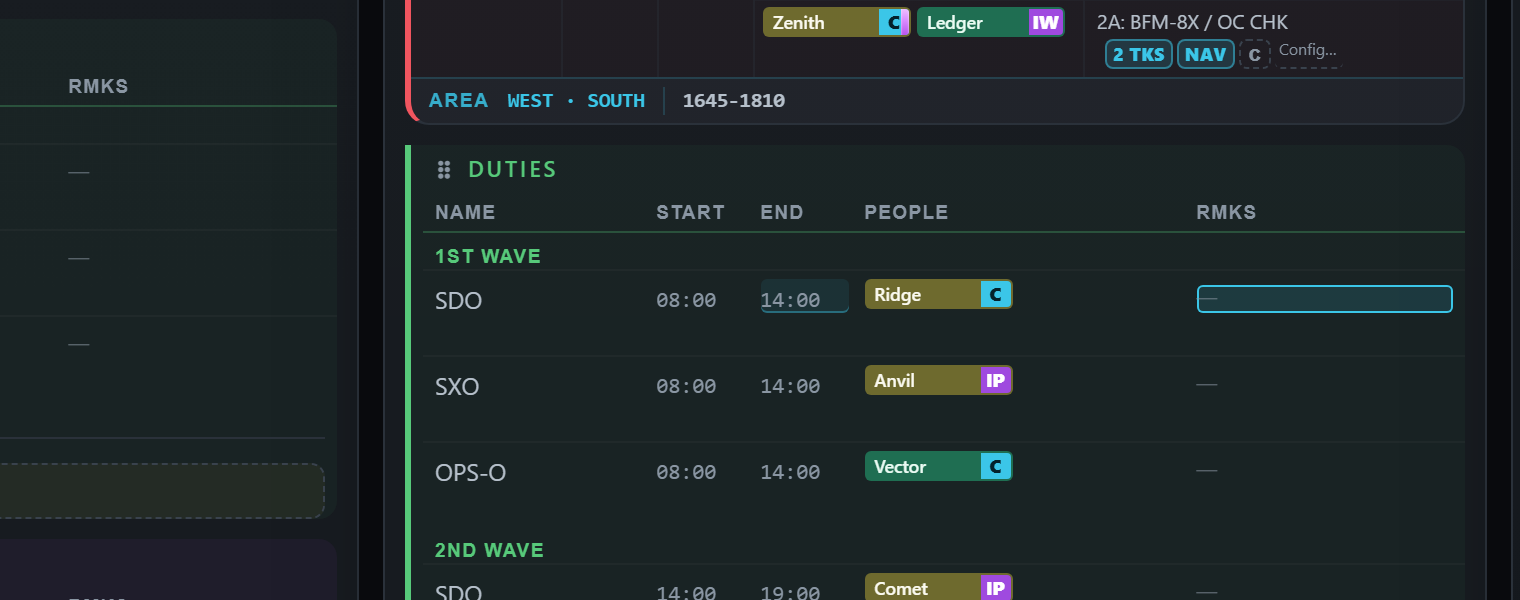 Zenith C Ledger IW 2A: BFM-8X / OC CHK
2 TKS NAV C Config...
RMKS
AREA WEST • SOUTH 1645-1810
—
—
—
DUTIES
NAME START END PEOPLE RMKS
1ST WAVE
SDO 08:00 14:00 Ridge C —
SXO 08:00 14:00 Anvil IP —
OPS-O 08:00 14:00 Vector C —
2ND WAVE
SDO 14:00 19:00 Comet IP —